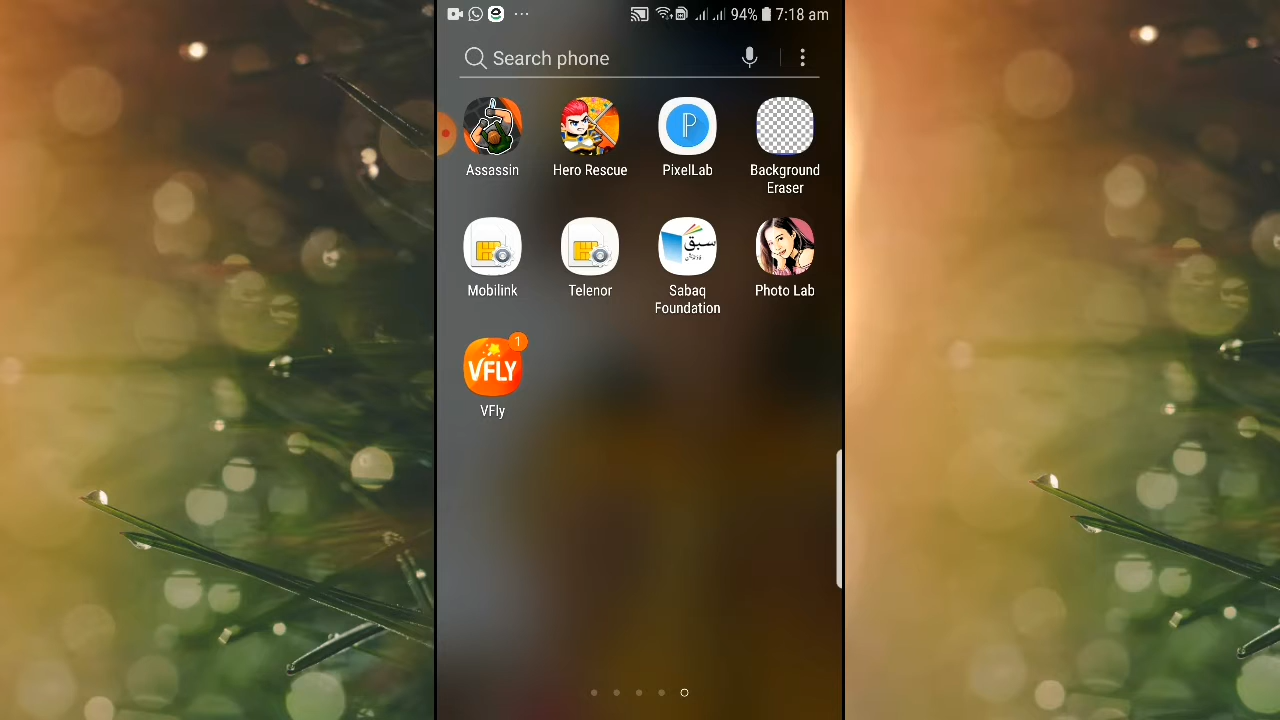 94% 7:18 am
Search phone
Assassin Hero Rescue PixelLab Background
Eraser
Mobilink Telenor Sabaq Photo Lab
Foundation
سبق
1
VFLY
VFly